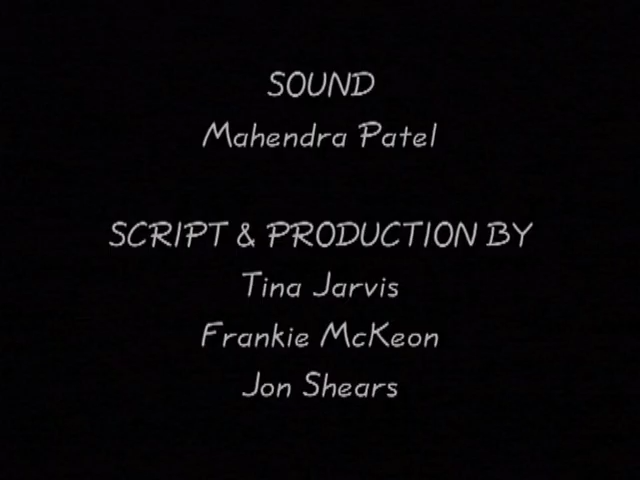 SOUND
Mahendra Patel
SCRIPT & PRODUCTION BY
Tina Jarvis
Frankie McKeon
Jon Shears